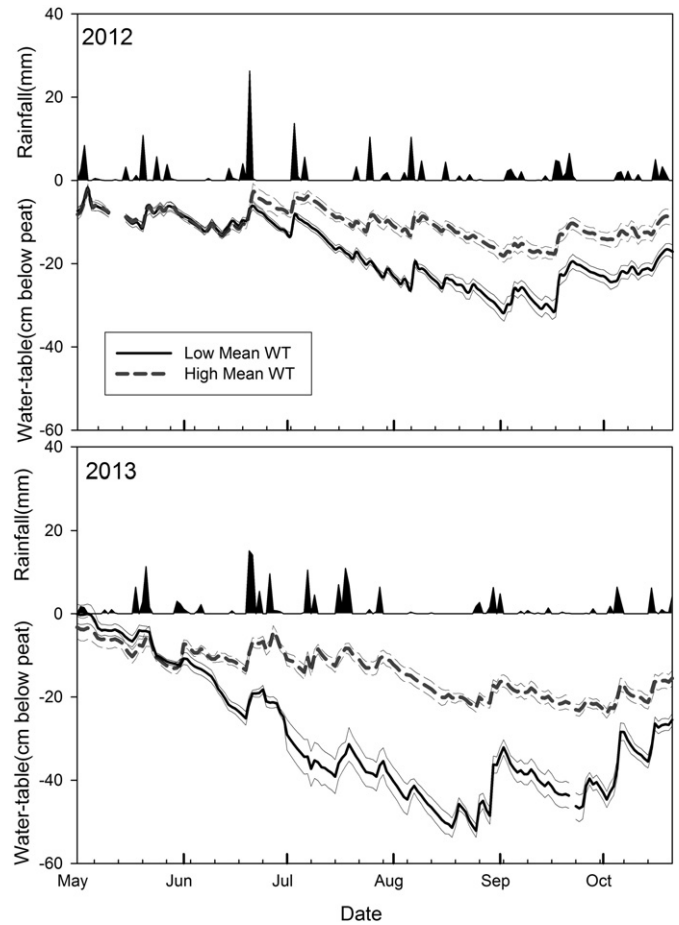 40
2012
Rainfall(mm)
20
0
Water-table(cm below peat)
-20
-40
Low Mean WT
High Mean WT
-60
40
2013
Rainfall(mm)
20
0
Water-table(cm below peat)
-20
-40
-60
May Jun Jul Aug Sep Oct
Date